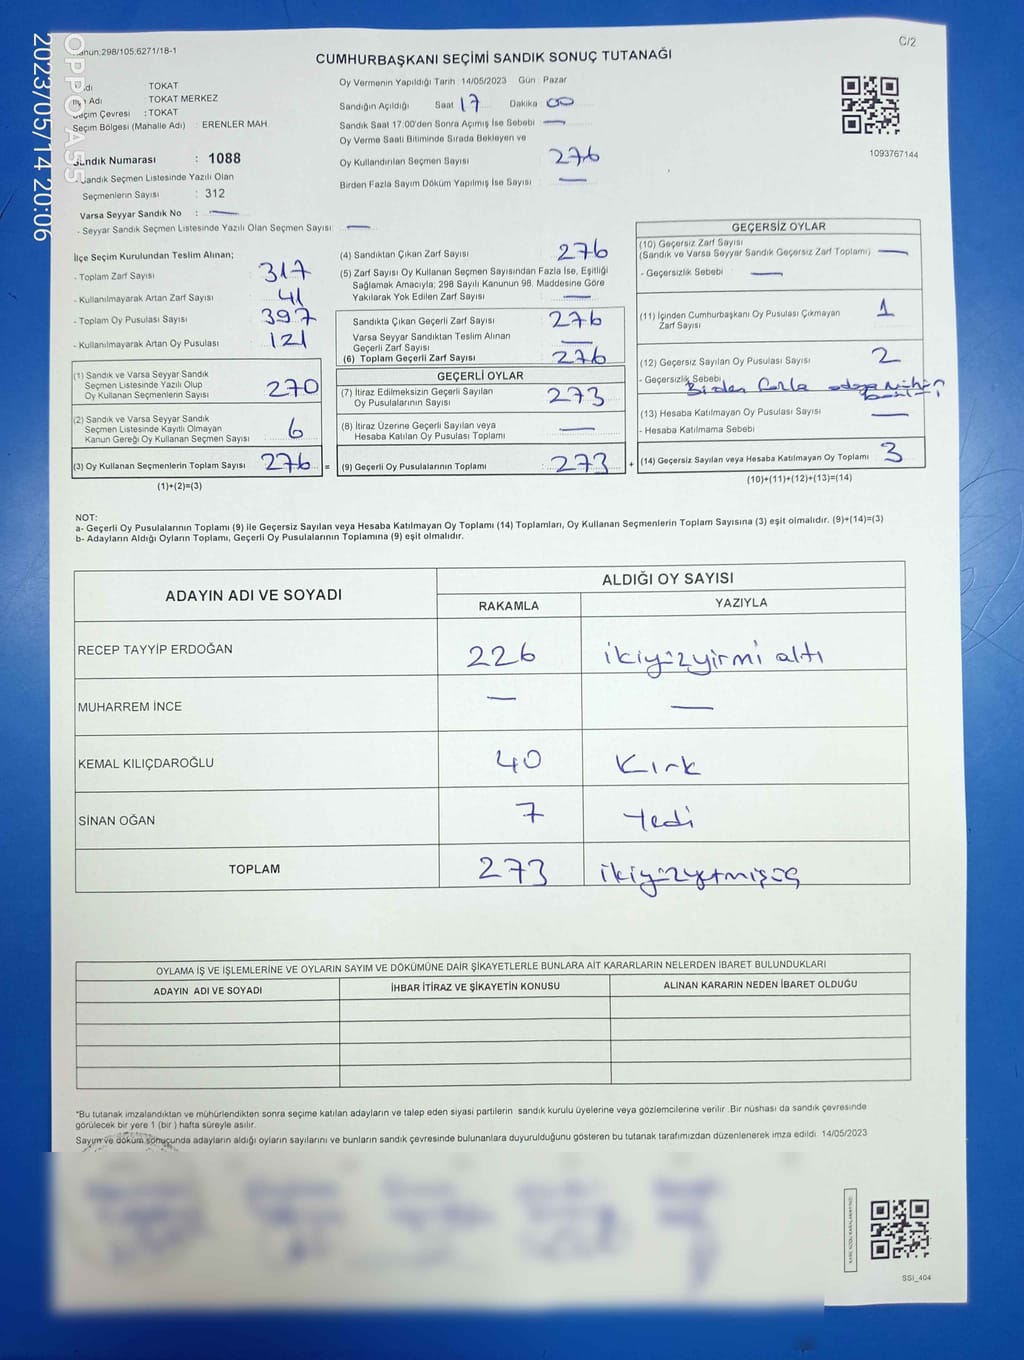 OPPO A55
2023/05/14 20:06
298/105;6271/18-1
C/2
CUMHURBAŞKANI SEÇİMİ SANDIK SONUÇ TUTANAĞI
TOKAT
Adı TOKAT MERKEZ
Seçim Çevresi : TOKAT
Seçim Bölgesi (Mahalle Adı) : ERENLER MAH.
Sandık Numarası : 1088
Sandık Seçmen Listesinde Yazılı Olan
Seçmenlerin Sayısı : 312
Varsa Seyyar Sandık No : —
- Seyyar Sandık Seçmen Listesinde Yazılı Olan Seçmen Sayısı: —
Oy Vermenin Yapıldığı Tarih : 14/05/2023 Gün : Pazar
Sandığın Açıldığı Saat 17 Dakika 00
Sandık Saat 17:00'den Sonra Açımış İse Sebebi : —
Oy Verme Saati Bitiminde Sırada Bekleyen ve
Oy Kullandırılan Seçmen Sayısı 276
Birden Fazla Sayım Döküm Yapılmış İse Sayısı : —
1093767144
İlçe Seçim Kurulundan Teslim Alınan;
- Toplam Zarf Sayısı 317
- Kullanılmayarak Artan Zarf Sayısı 41
- Toplam Oy Pusulası Sayısı 397
- Kullanılmayarak Artan Oy Pusulası 121
(1) Sandık ve Varsa Seyyar Sandık
Seçmen Listesinde Yazılı Olup
Oy Kullanan Seçmenlerin Sayısı 270
(2) Sandık ve Varsa Seyyar Sandık
Seçmen Listesinde Kayıtlı Olmayan
Kanun Gereği Oy Kullanan Seçmen Sayısı 6
(3) Oy Kullanan Seçmenlerin Toplam Sayısı 276 =
(1)+(2)=(3)
(4) Sandıktan Çıkan Zarf Sayısı 276
(5) Zarf Sayısı Oy Kullanan Seçmen Sayısından Fazla İse, Eşitliği
Sağlamak Amacıyla; 298 Sayılı Kanunun 98. Maddesine Göre
Yakılarak Yok Edilen Zarf Sayısı —
Sandıkta Çıkan Geçerli Zarf Sayısı 276
Varsa Seyyar Sandıktan Teslim Alınan
Geçerli Zarf Sayısı —
(6) Toplam Geçerli Zarf Sayısı 276
GEÇERLİ OYLAR
(7) İtiraz Edilmeksizin Geçerli Sayılan
Oy Pusulalarının Sayısı 273
(8) İtiraz Üzerine Geçerli Sayılan veya
Hesaba Katılan Oy Pusulası Toplamı —
(9) Geçerli Oy Pusulalarının Toplamı : 273 +
GEÇERSİZ OYLAR
(10) Geçersiz Zarf Sayısı
(Sandık ve Varsa Seyyar Sandık Geçersiz Zarf Toplamı) —
- Geçersizlik Sebebi —
(11) İçinden Cumhurbaşkanı Oy Pusulası Çıkmayan
Zarf Sayısı 1
(12) Geçersiz Sayılan Oy Pusulası Sayısı 2
- Geçersizlik Sebebi Birden fazla adaya mühür
(13) Hesaba Katılmayan Oy Pusulası Sayısı —
- Hesaba Katılmama Sebebi
(14) Geçersiz Sayılan veya Hesaba Katılmayan Oy Toplamı 3
(10)+(11)+(12)+(13)=(14)
NOT:
a- Geçerli Oy Pusulalarının Toplamı (9) ile Geçersiz Sayılan veya Hesaba Katılmayan Oy Toplamı (14) Toplamları, Oy Kullanan Seçmenlerin Toplam Sayısına (3) eşit olmalıdır. (9)+(14)=(3)
b- Adayların Aldığı Oyların Toplamı, Geçerli Oy Pusulalarının Toplamına (9) eşit olmalıdır.
ADAYIN ADI VE SOYADI
ALDIĞI OY SAYISI
RAKAMLA YAZIYLA
RECEP TAYYİP ERDOĞAN 226 ikiyüzyirmi altı
MUHARREM İNCE — —
KEMAL KILIÇDAROĞLU 40 Kırk
SİNAN OĞAN 7 Yedi
TOPLAM 273 ikiyüzyetmişüç
OYLAMA İŞ VE İŞLEMLERİNE VE OYLARIN SAYIM VE DÖKÜMÜNE DAİR ŞİKAYETLERLE BUNLARA AİT KARARLARIN NELERDEN İBARET BULUNDUKLARI
ADAYIN ADI VE SOYADI İHBAR İTİRAZ VE ŞİKAYETİN KONUSU ALINAN KARARIN NEDEN İBARET OLDUĞU
*Bu tutanak imzalandıktan ve mühürlendikten sonra seçime katılan adayların ve talep eden siyasi partilerin sandık kurulu üyelerine veya gözlemcilerine verilir. Bir nüshası da sandık çevresinde
görülecek bir yere 1 (bir ) hafta süreyle asılır.
Sayım ve döküm sonucunda adayların aldığı oyların sayılarını ve bunların sandık çevresinde bulunanlara duyurulduğunu gösteren bu tutanak tarafımızdan düzenlenerek imza edildi. 14/05/2023
SSI_404